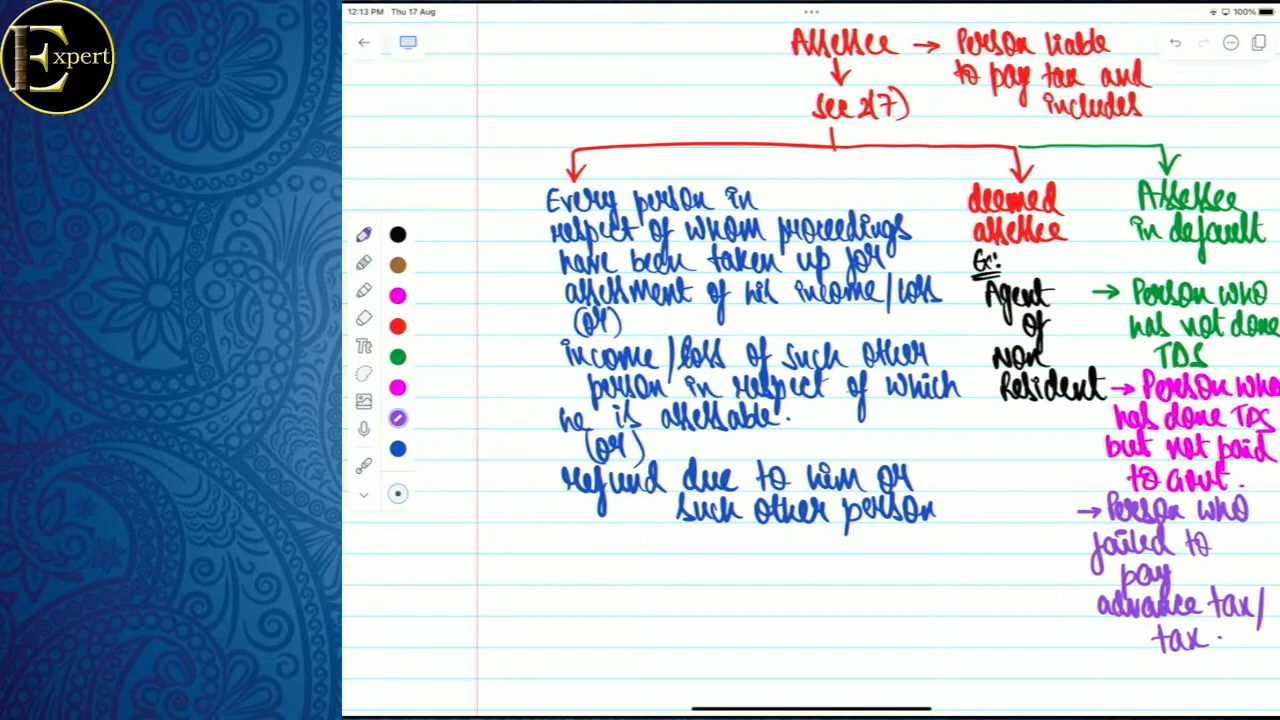 Expert
12:13 PM Thu 17 Aug
100%
Assessee → Person liable
to pay tax and
includes
sec 2(7)
Every person in
respect of whom proceedings
have been taken up for
assessment of his income/loss
(or)
income/loss of such other
person in respect of which
he is assessable.
(or)
refund due to him or
such other person
deemed
assessee
Ex:
Agent
of
Non
Resident
Assessee
in default
→ Person who
has not done
TDS
→ Person who
has done TDS
but not paid
to Govt.
→ Person who
failed to
pay
advance tax/
tax.
Tt